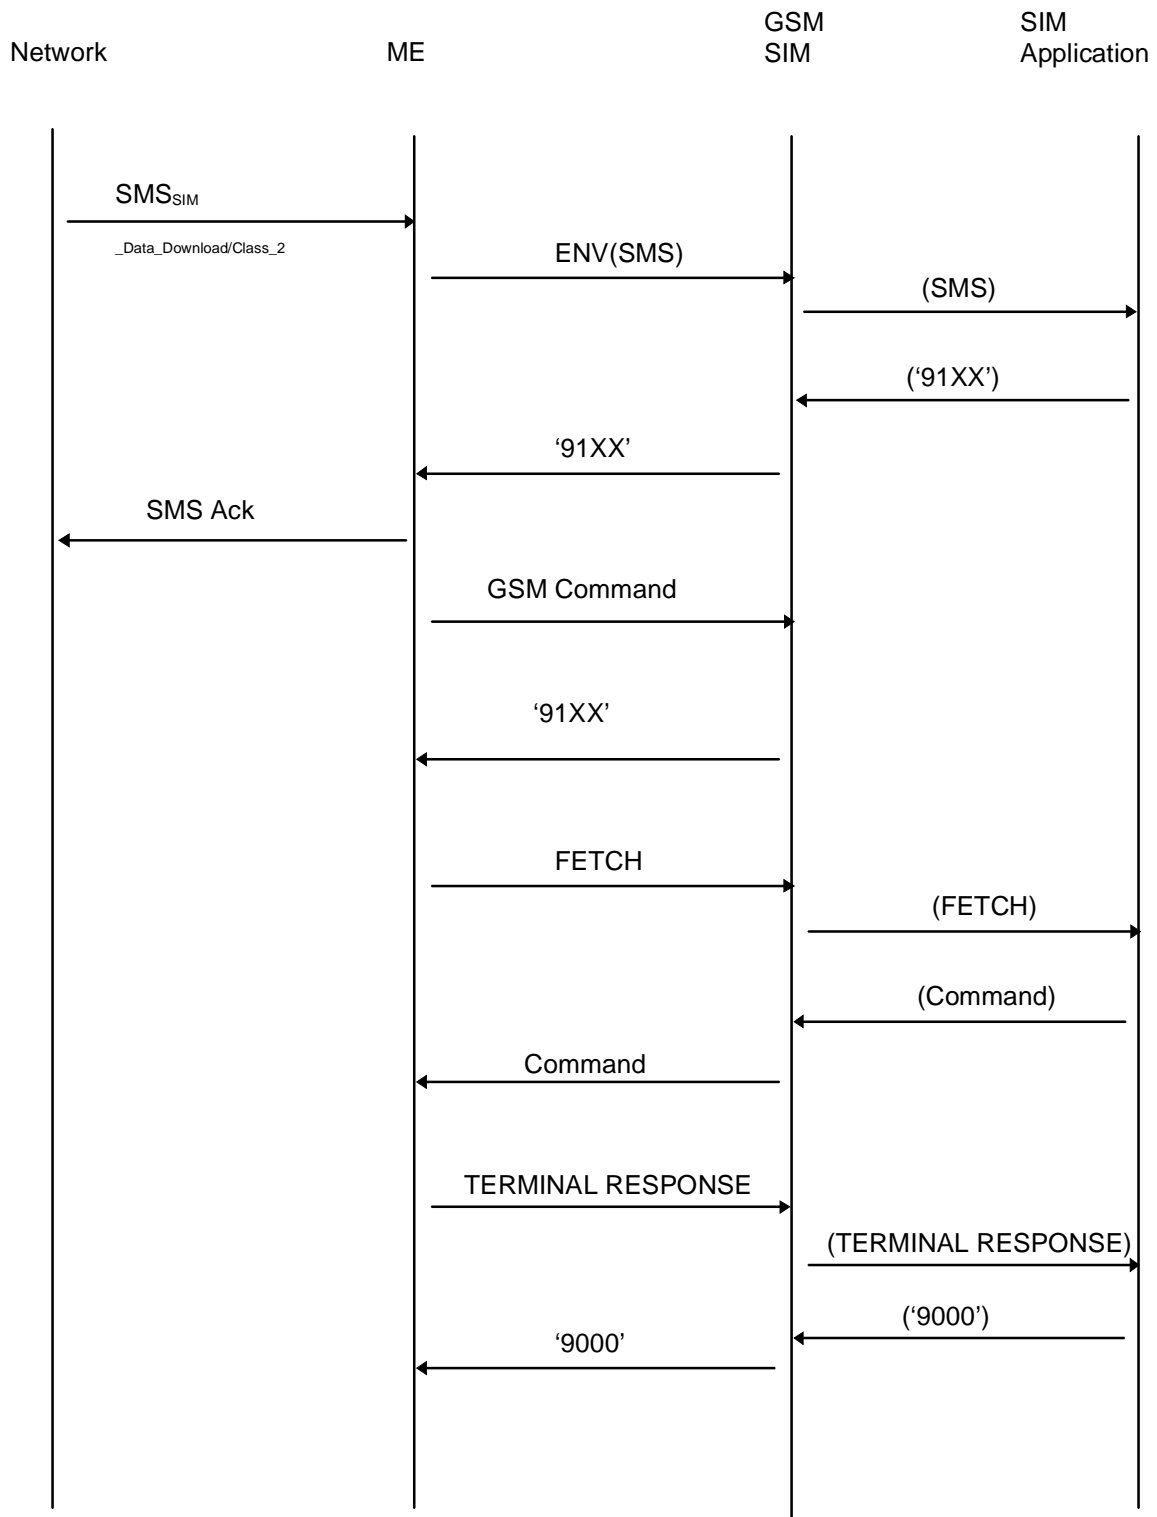 GSM
SIM
SIM
Application
Network
ME
SMSSIM
_Data_Download/Class_2
ENV(SMS)
(SMS)
(‘91XX’)
‘91XX’
SMS Ack
GSM Command
‘91XX’
FETCH
(FETCH)
(Command)
Command
TERMINAL RESPONSE
(TERMINAL RESPONSE)
(‘9000’)
‘9000’